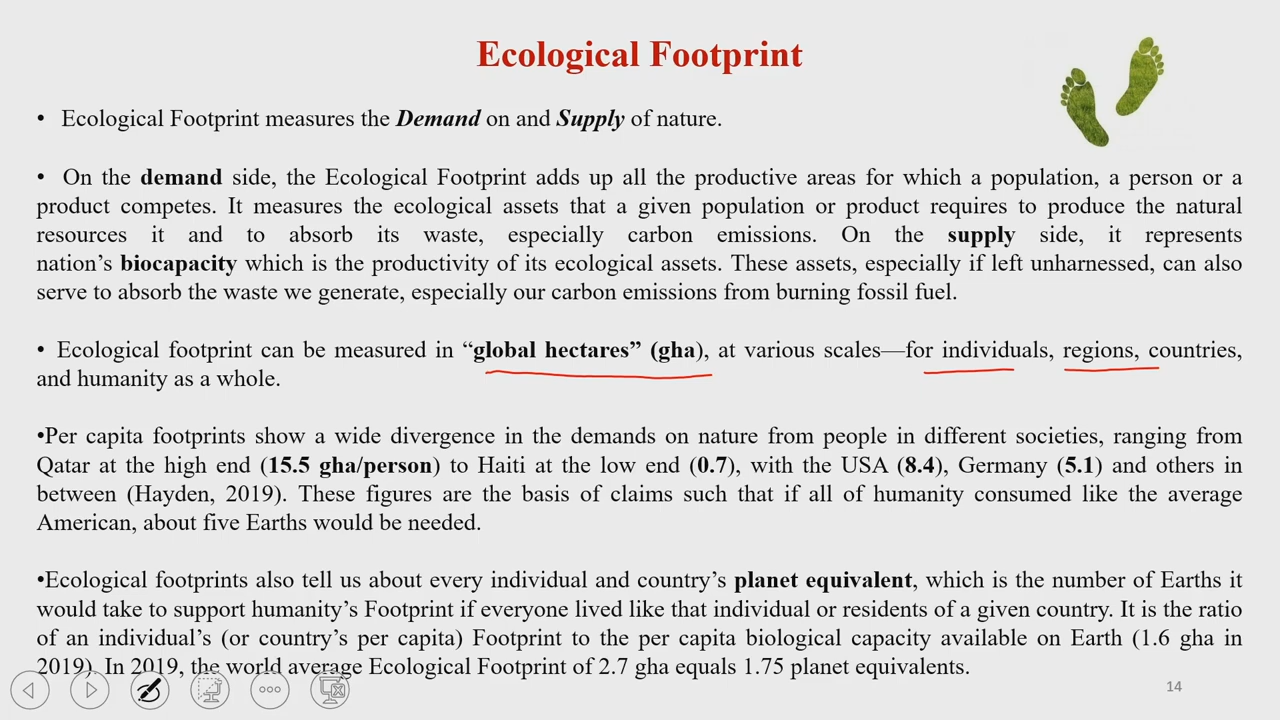 Ecological Footprint
• Ecological Footprint measures the Demand on and Supply of nature.
• On the demand side, the Ecological Footprint adds up all the productive areas for which a population, a person or a
product competes. It measures the ecological assets that a given population or product requires to produce the natural
resources it and to absorb its waste, especially carbon emissions. On the supply side, it represents
nation’s biocapacity which is the productivity of its ecological assets. These assets, especially if left unharnessed, can also
serve to absorb the waste we generate, especially our carbon emissions from burning fossil fuel.
• Ecological footprint can be measured in “global hectares” (gha), at various scales—for individuals, regions, countries,
and humanity as a whole.
•Per capita footprints show a wide divergence in the demands on nature from people in different societies, ranging from
Qatar at the high end (15.5 gha/person) to Haiti at the low end (0.7), with the USA (8.4), Germany (5.1) and others in
between (Hayden, 2019). These figures are the basis of claims such that if all of humanity consumed like the average
American, about five Earths would be needed.
•Ecological footprints also tell us about every individual and country’s planet equivalent, which is the number of Earths it
would take to support humanity’s Footprint if everyone lived like that individual or residents of a given country. It is the ratio
of an individual’s (or country’s per capita) Footprint to the per capita biological capacity available on Earth (1.6 gha in
2019). In 2019, the world average Ecological Footprint of 2.7 gha equals 1.75 planet equivalents.
14